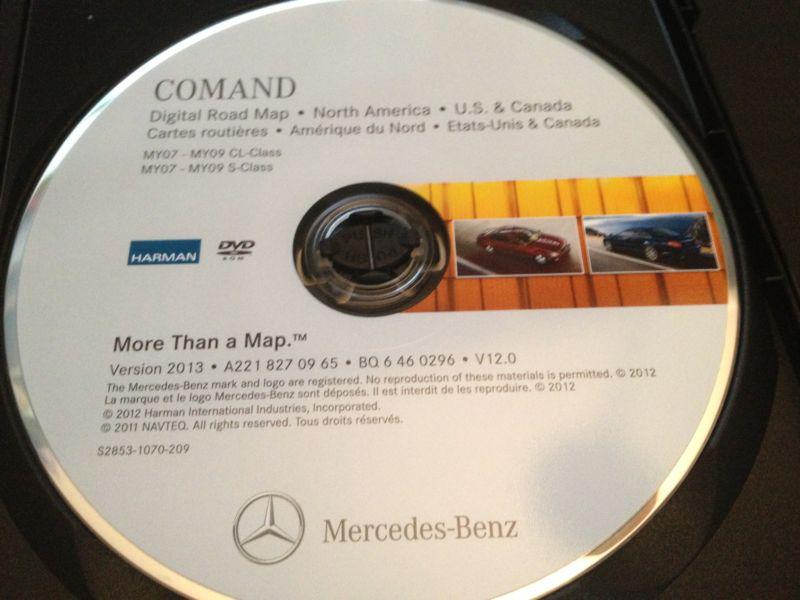 COMAND
Digital Road Map • North America • U.S. & Canada
Cartes routières • Amérique du Nord • Etats-Unis & Canada
MY07 - MY09 CL-Class
MY07 - MY09 S-Class
HARMAN
DVD
ROM
PUSH
PUSH
More Than a Map.™
Version 2013 • A221 827 09 65 • BQ 6 46 0296 • V12.0
The Mercedes-Benz mark and logo are registered. No reproduction of these materials is permitted. © 2012
La marque et le logo Mercedes-Benz sont déposés. Il est interdit de les reproduire. © 2012
© 2012 Harman International Industries, Incorporated.
© 2011 NAVTEQ. All rights reserved. Tous droits réservés.
S2853-1070-209
Mercedes-Benz